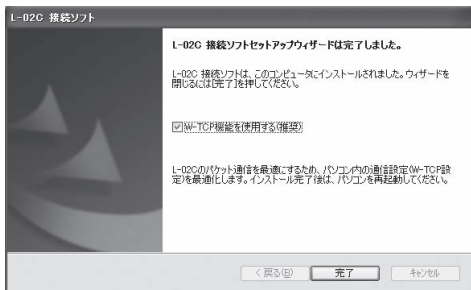 L-02C 接続ソフト
L-02C 接続ソフトセットアップウィザードは完了しました。
L-02C 接続ソフトは、このコンピュータにインストールされました。ウィザードを
閉じるには[完了]を押してください。
W-TCP機能を使用する(推奨)
L-02Cのパケット通信を最適にするため、パソコン内の通信設定(W-TCP設
定)を最適化します。インストール完了後は、パソコンを再起動してください。
< 戻る(B)
完了
キャンセル